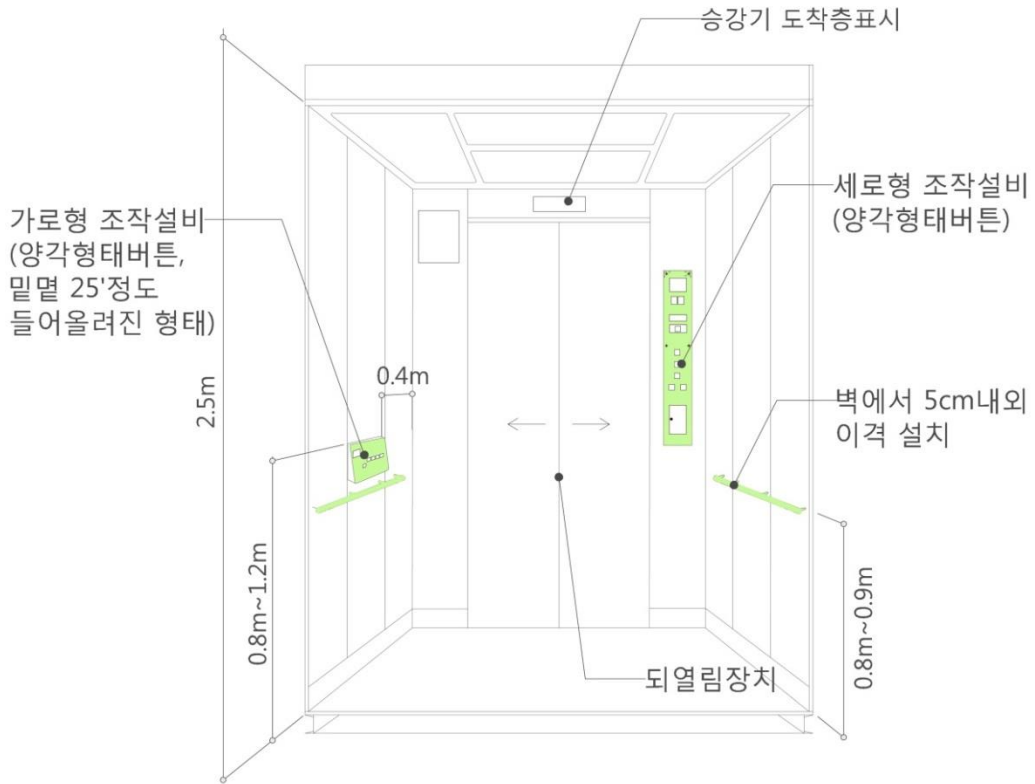 승강기 도착층표시
가로형 조작설비
(양각형태버튼,
밑몉 25'정도
들어올려진 형태)
세로형 조작설비
(양각형태버튼)
0.4m
2.5m
벽에서 5cm내외
이격 설치
0.8m~1.2m
0.8m~0.9m
되열림장치